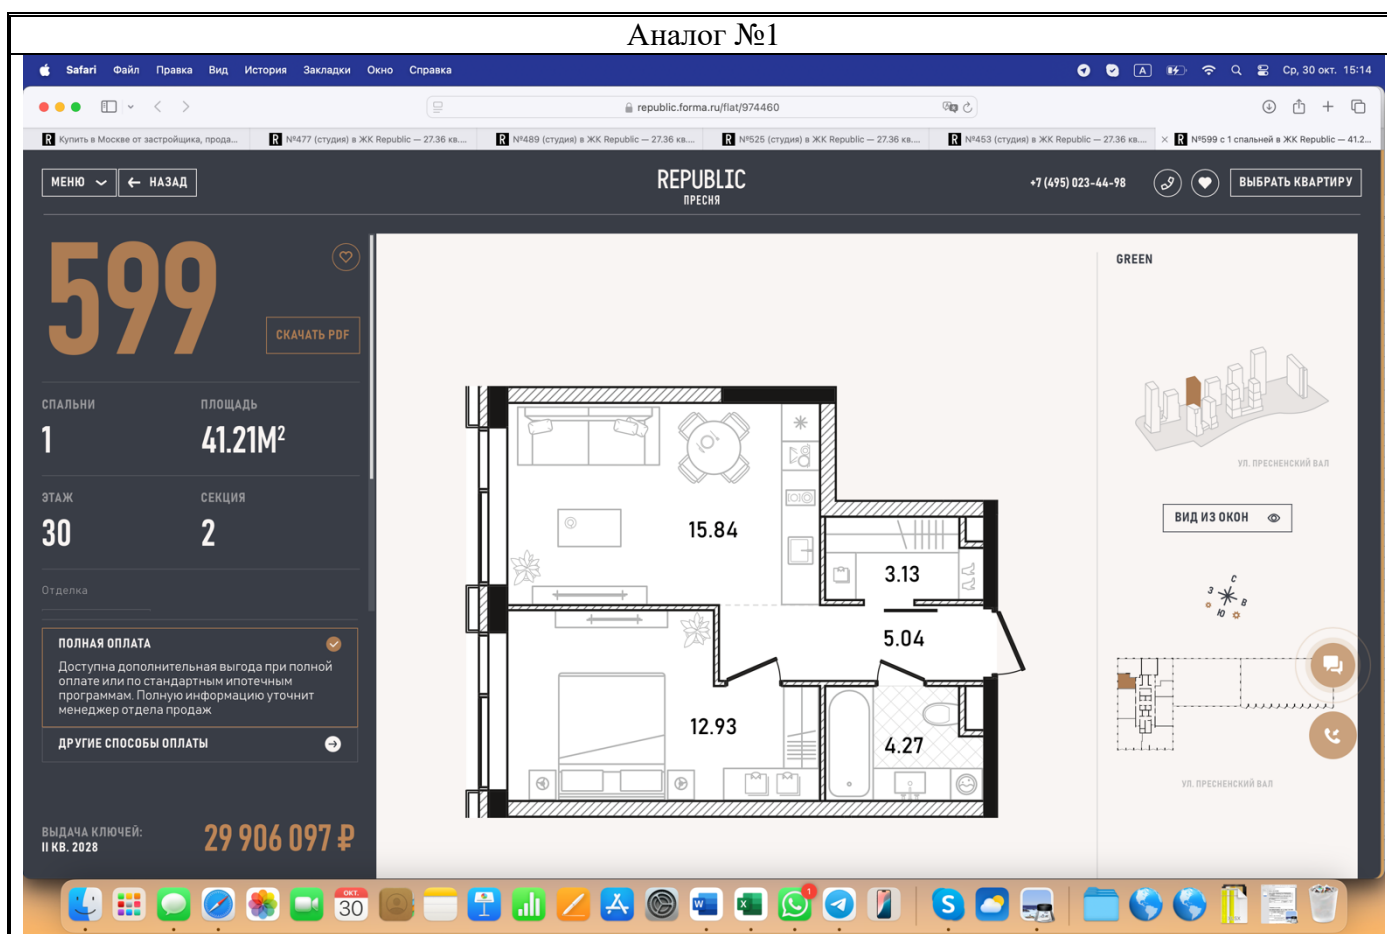 Аналог №1
Safari Файл Правка Вид История Закладки Окно Справка
A
Ср, 30 окт. 15:14
republic.forma.ru/flat/974460
R Купить в Москве от застройщика, прода...
R №477 (студия) в ЖК Republic — 27.36 кв....
R №489 (студия) в ЖК Republic — 27.36 кв....
R №525 (студия) в ЖК Republic — 27.36 кв....
R №453 (студия) в ЖК Republic — 27.36 кв....
R №599 с 1 спальней в ЖК Republic — 41.2...
МЕНЮ
НАЗАД
REPUBLIC
ПРЕСНЯ
+7 (495) 023-44-98
ВЫБРАТЬ КВАРТИРУ
599
СКАЧАТЬ PDF
СПАЛЬНИ
ПЛОЩАДЬ
1
41.21М²
ЭТАЖ
СЕКЦИЯ
30
2
Отделка
ПОЛНАЯ ОПЛАТА
Доступна дополнительная выгода при полной
оплате или по стандартным ипотечным
программам. Полную информацию уточнит
менеджер отдела продаж
ДРУГИЕ СПОСОБЫ ОПЛАТЫ
ВЫДАЧА КЛЮЧЕЙ:
II КВ. 2028
29 906 097 ₽
15.84
3.13
5.04
12.93
4.27
GREEN
УЛ. ПРЕСНЕНСКИЙ ВАЛ
ВИД ИЗ ОКОН
С
З
В
Ю
УЛ. ПРЕСНЕНСКИЙ ВАЛ
ОКТ.
30
W
X
1
S